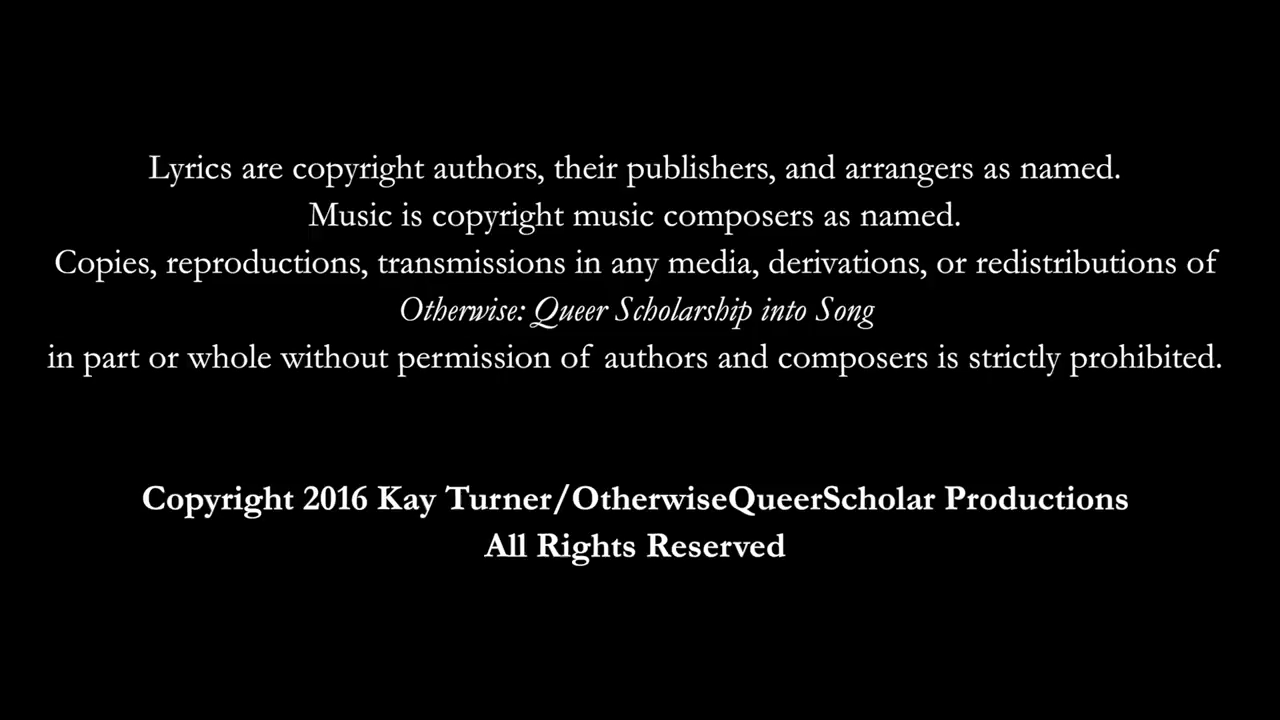 Lyrics are copyright authors, their publishers, and arrangers as named.
Music is copyright music composers as named.
Copies, reproductions, transmissions in any media, derivations, or redistributions of
Otherwise: Queer Scholarship into Song
in part or whole without permission of authors and composers is strictly prohibited.
Copyright 2016 Kay Turner/OtherwiseQueerScholar Productions
All Rights Reserved